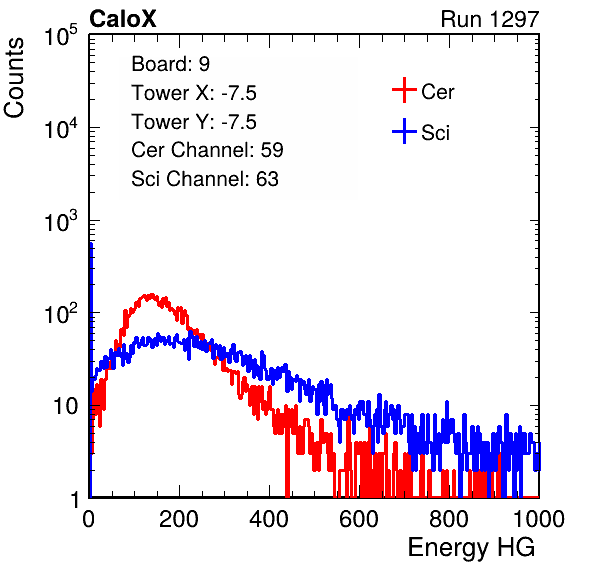 CaloX Run 1297
Counts
Board: 9
Tower X: -7.5
Tower Y: -7.5
Cer Channel: 59
Sci Channel: 63
Cer
Sci
10^5
10^4
10^3
10^2
10
1
0 200 400 600 800 1000
Energy HG